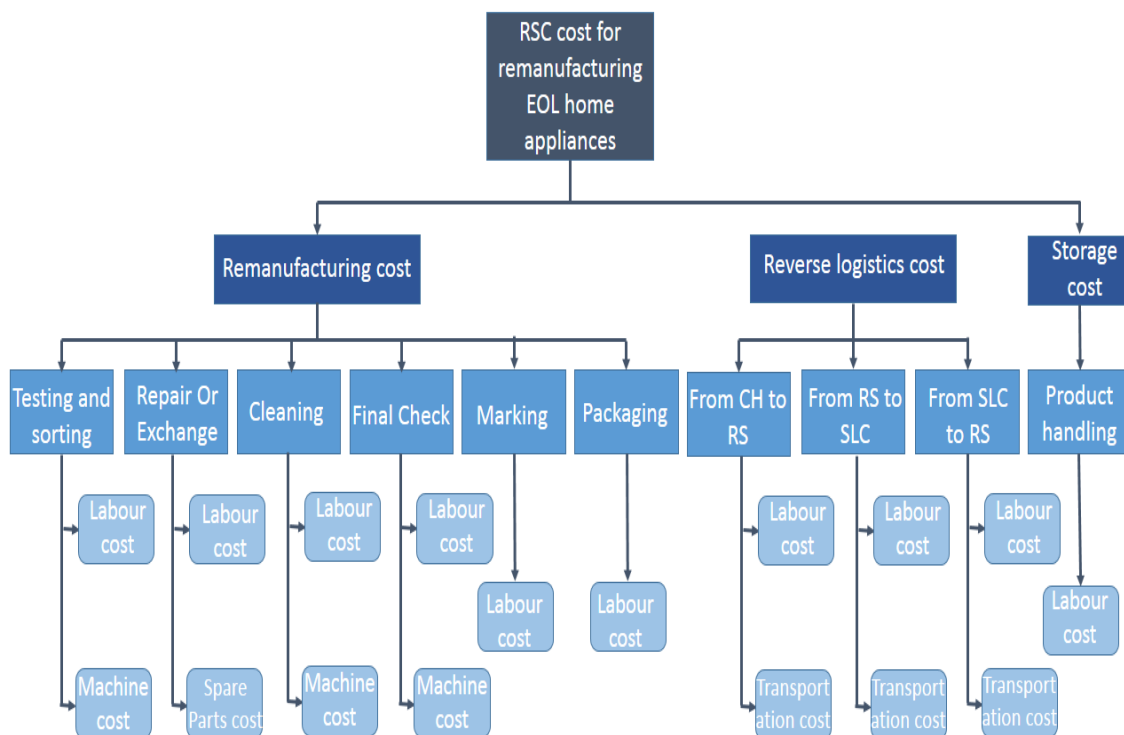 RSC cost for
remanufacturing
EOL home
appliances
Remanufacturing cost
Reverse logistics cost
Storage
cost
Testing and
sorting
Repair Or
Exchange
Cleaning
Final Check
Marking
Packaging
From CH to
RS
From RS to
SLC
From SLC
to RS
Product
handling
Labour
cost
Labour
cost
Labour
cost
Labour
cost
Labour
cost
Labour
cost
Labour
cost
Labour
cost
Labour
cost
Labour
cost
Machine
cost
Spare
Parts cost
Machine
cost
Machine
cost
Transport
ation cost
Transport
ation cost
Transport
ation cost